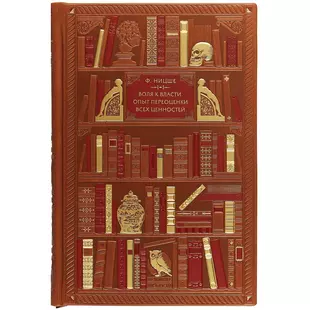 Ф. НИЦШЕ
ВОЛЯ К ВЛАСТИ
ОПЫТ ПЕРЕОЦЕНКИ
ВСЕХ ЦЕННОСТЕЙ